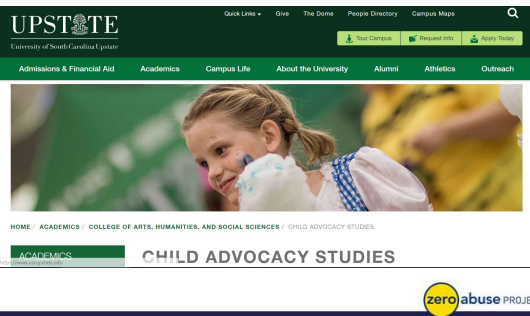 Quick Links Give The Dome People Directory Campus Maps
UPSTATE
University of South Carolina Upstate
Tour Campus Request Info Apply Today
Admissions & Financial Aid Academics Campus Life About the University Alumni Athletics Outreach
HOME / ACADEMICS / COLLEGE OF ARTS, HUMANITIES, AND SOCIAL SCIENCES / CHILD ADVOCACY STUDIES
ACADEMICS
CHILD ADVOCACY STUDIES
zero abuse PROJE